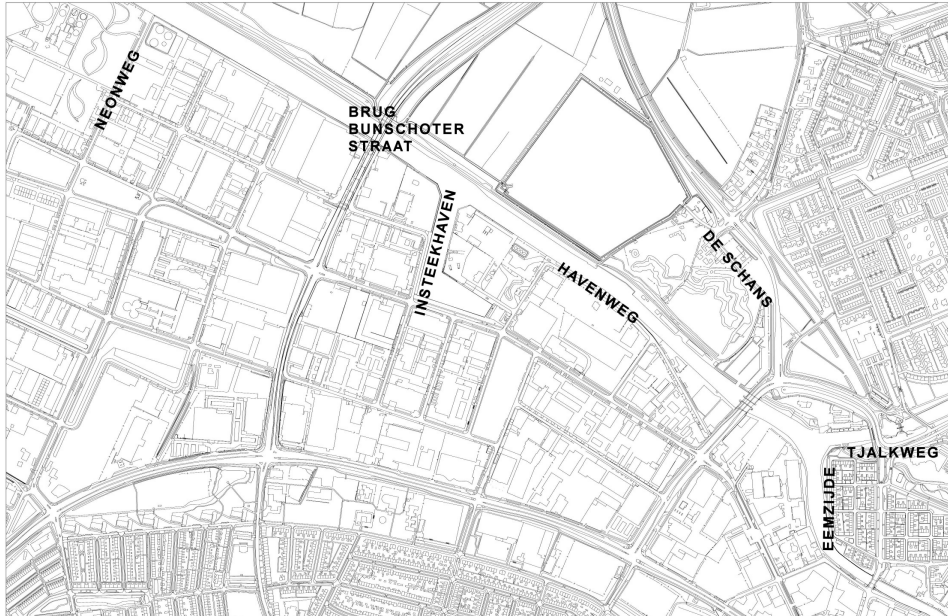 NEONWEG
BRUG
BUNSCHOTER
STRAAT
INSTEEKHAVEN
HAVENWEG
DE SCHANS
TJALKWEG
EEMZIJDE